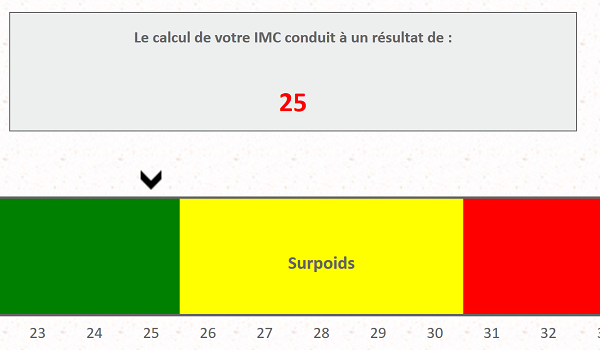 Le calcul de votre IMC conduit à un résultat de :
25
Surpoids
23 24 25 26 27 28 29 30 31 32